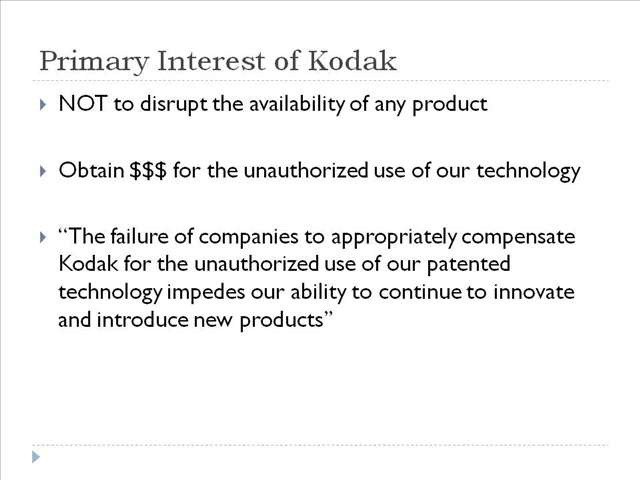 Primary Interest of Kodak
NOT to disrupt the availability of any product
Obtain $$$ for the unauthorized use of our technology
“The failure of companies to appropriately compensate
Kodak for the unauthorized use of our patented
technology impedes our ability to continue to innovate
and introduce new products”